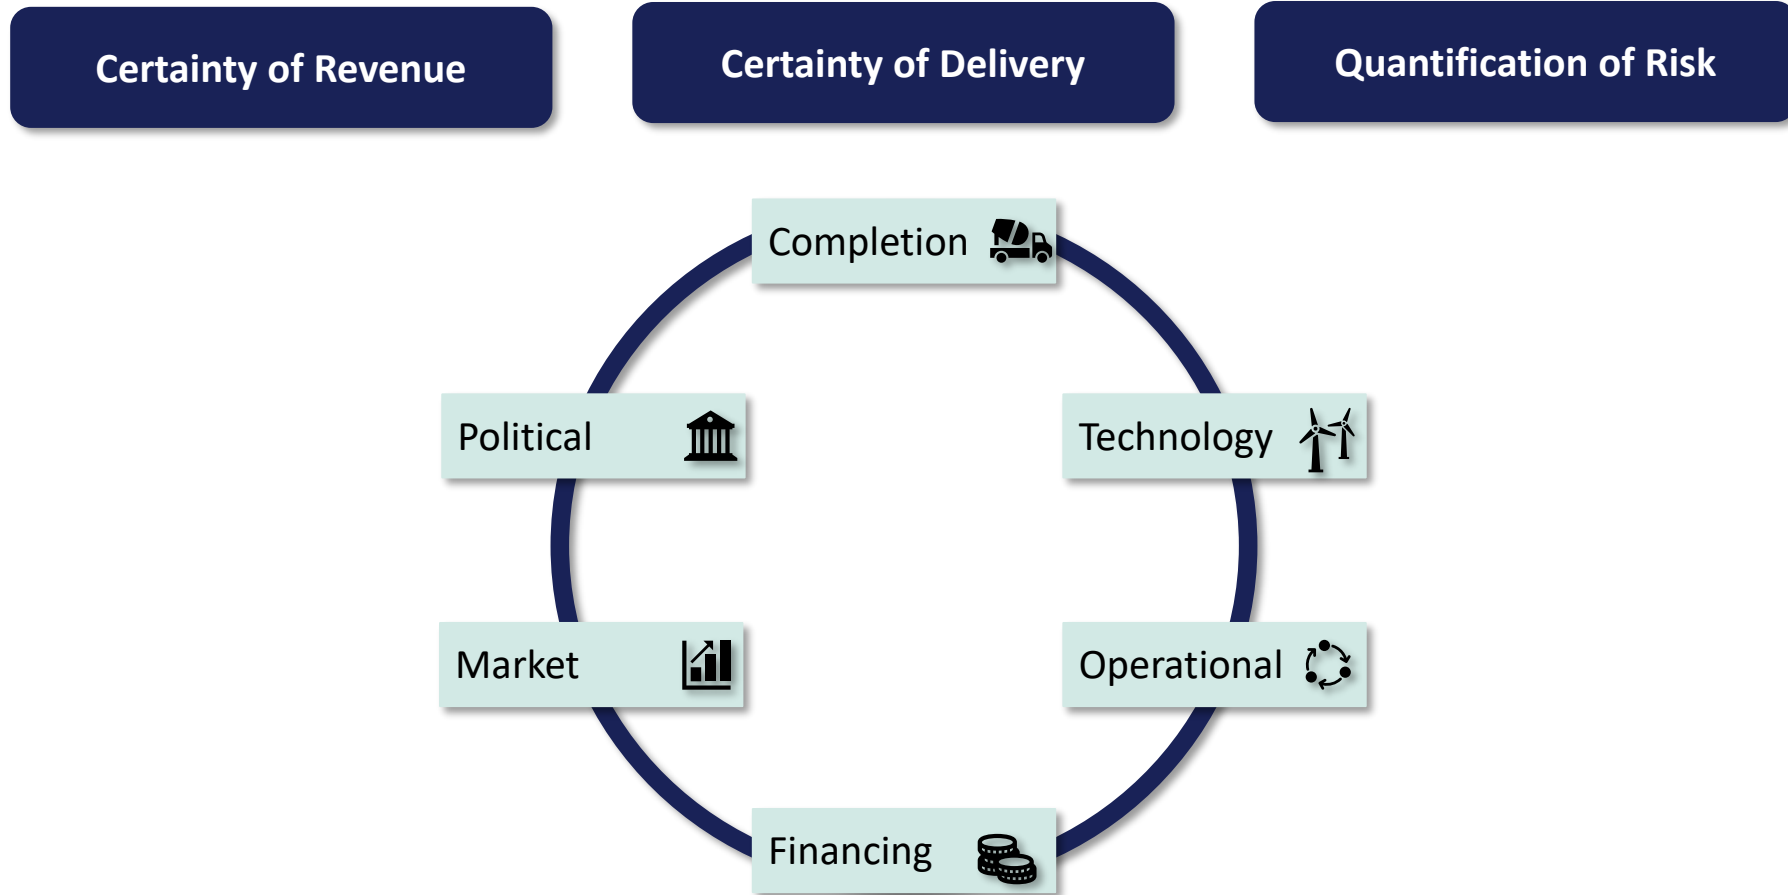 Certainty of Revenue
Certainty of Delivery
Quantification of Risk
Completion
Political
Technology
Market
Operational
Financing